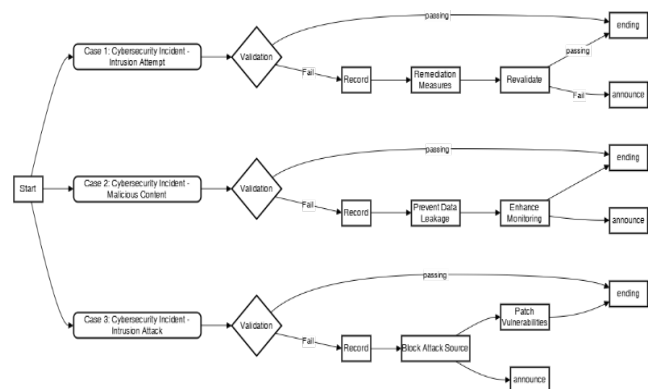 passing
ending
Case 1: Cybersecurity Incident -
Intrusion Attempt
Validation
passing
Fail
Record
Remediation
Measures
Revalidate
Fail
announce
passing
ending
Start
Case 2: Cybersecurity Incident -
Malicious Content
Validation
Fail
Record
Prevent Data
Leakage
Enhance
Monitoring
announce
passing
ending
Case 3: Cybersecurity Incident -
Intrusion Attack
Validation
Patch
Vulnerabilities
Fail
Record
Block Attack Source
announce